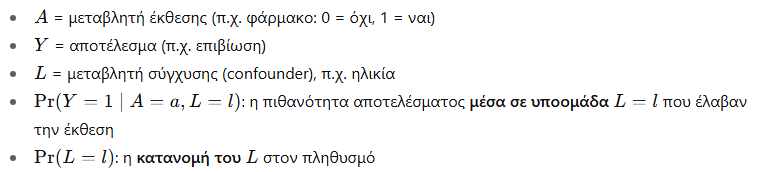 • A = μεταβλητή έκθεσης (π.χ. φάρμακο: 0 = όχι, 1 = ναι)
• Y = αποτέλεσμα (π.χ. επιβίωση)
• L = μεταβλητή σύγχυσης (confounder), π.χ. ηλικία
• Pr(Y = 1 | A = a, L = l): η πιθανότητα αποτελέσματος μέσα σε υποομάδα L = l που έλαβαν
την έκθεση
• Pr(L = l): η κατανομή του L στον πληθυσμό